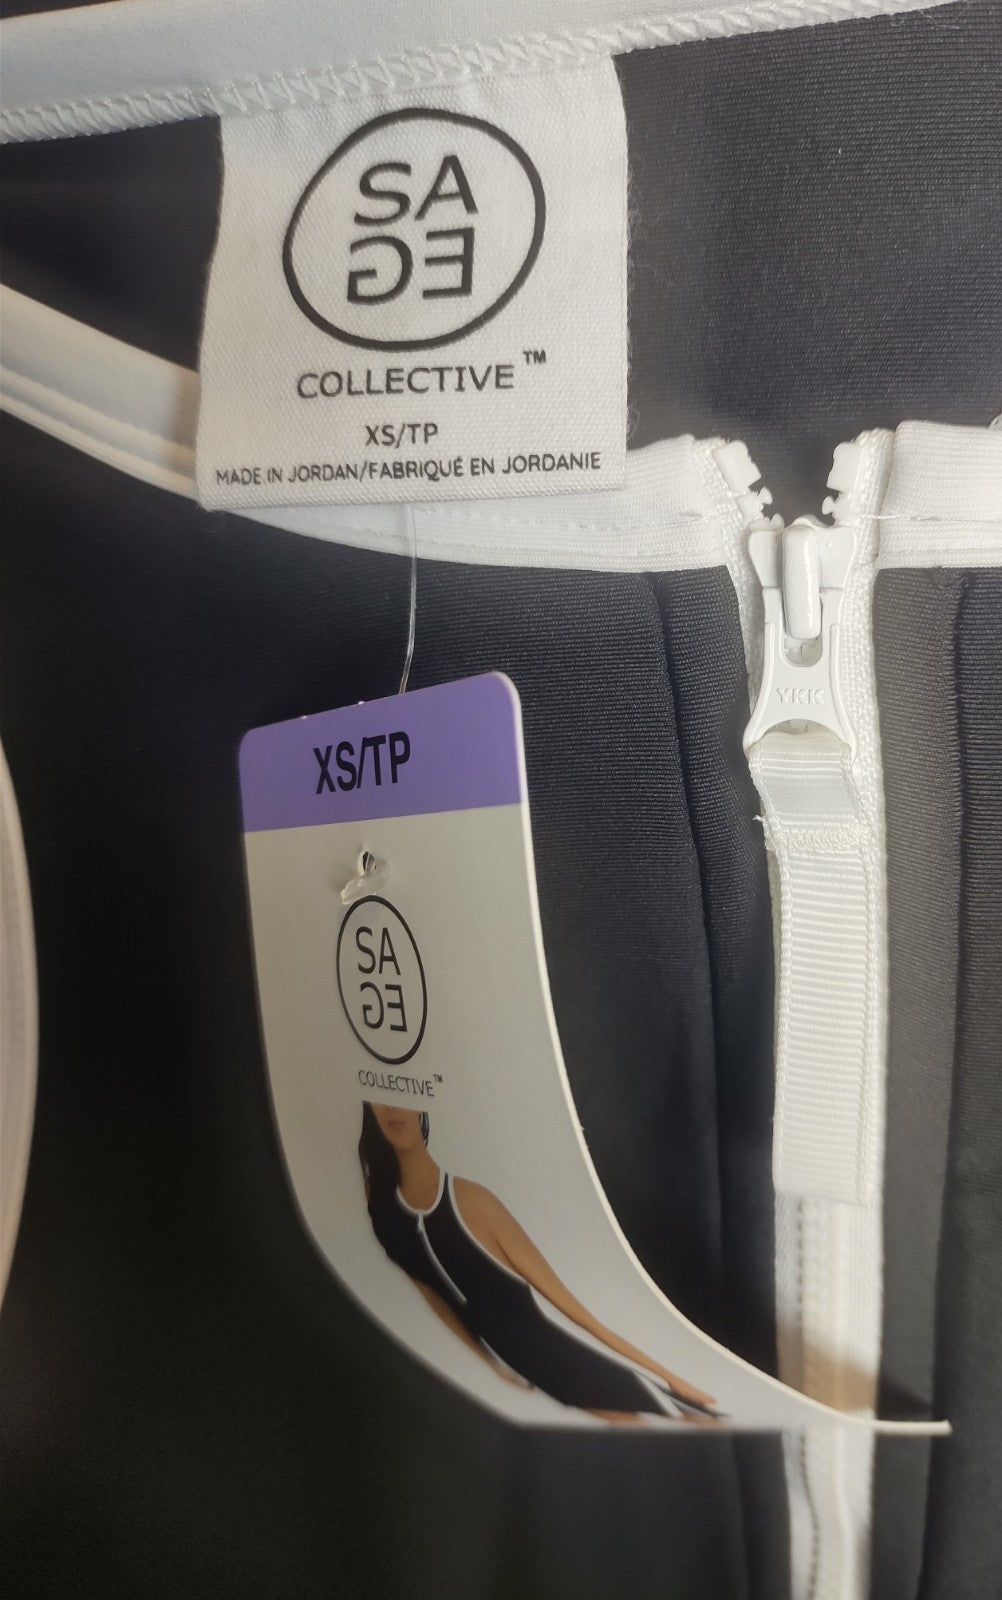 SA
GE
COLLECTIVE™
XS/TP
MADE IN JORDAN/FABRIQUÉ EN JORDANIE
YKK
XS/TP
SA
GE
COLLECTIVE™